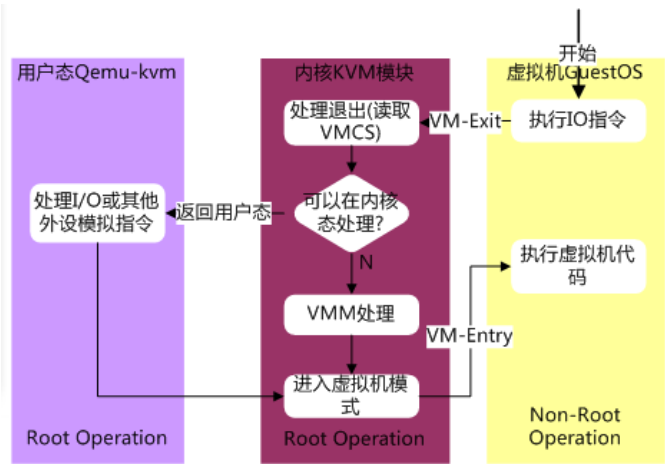 开始
用户态Qemu-kvm
内核KVM模块
虚拟机GuestOS
处理退出(读取
VMCS)
VM-Exit
执行IO指令
处理I/O或其他
外设模拟指令
返回用户态
可以在内核
态处理?
执行虚拟机代
码
N
VMM处理
VM-Entry
进入虚拟机模
式
Root Operation
Root Operation
Non-Root
Operation